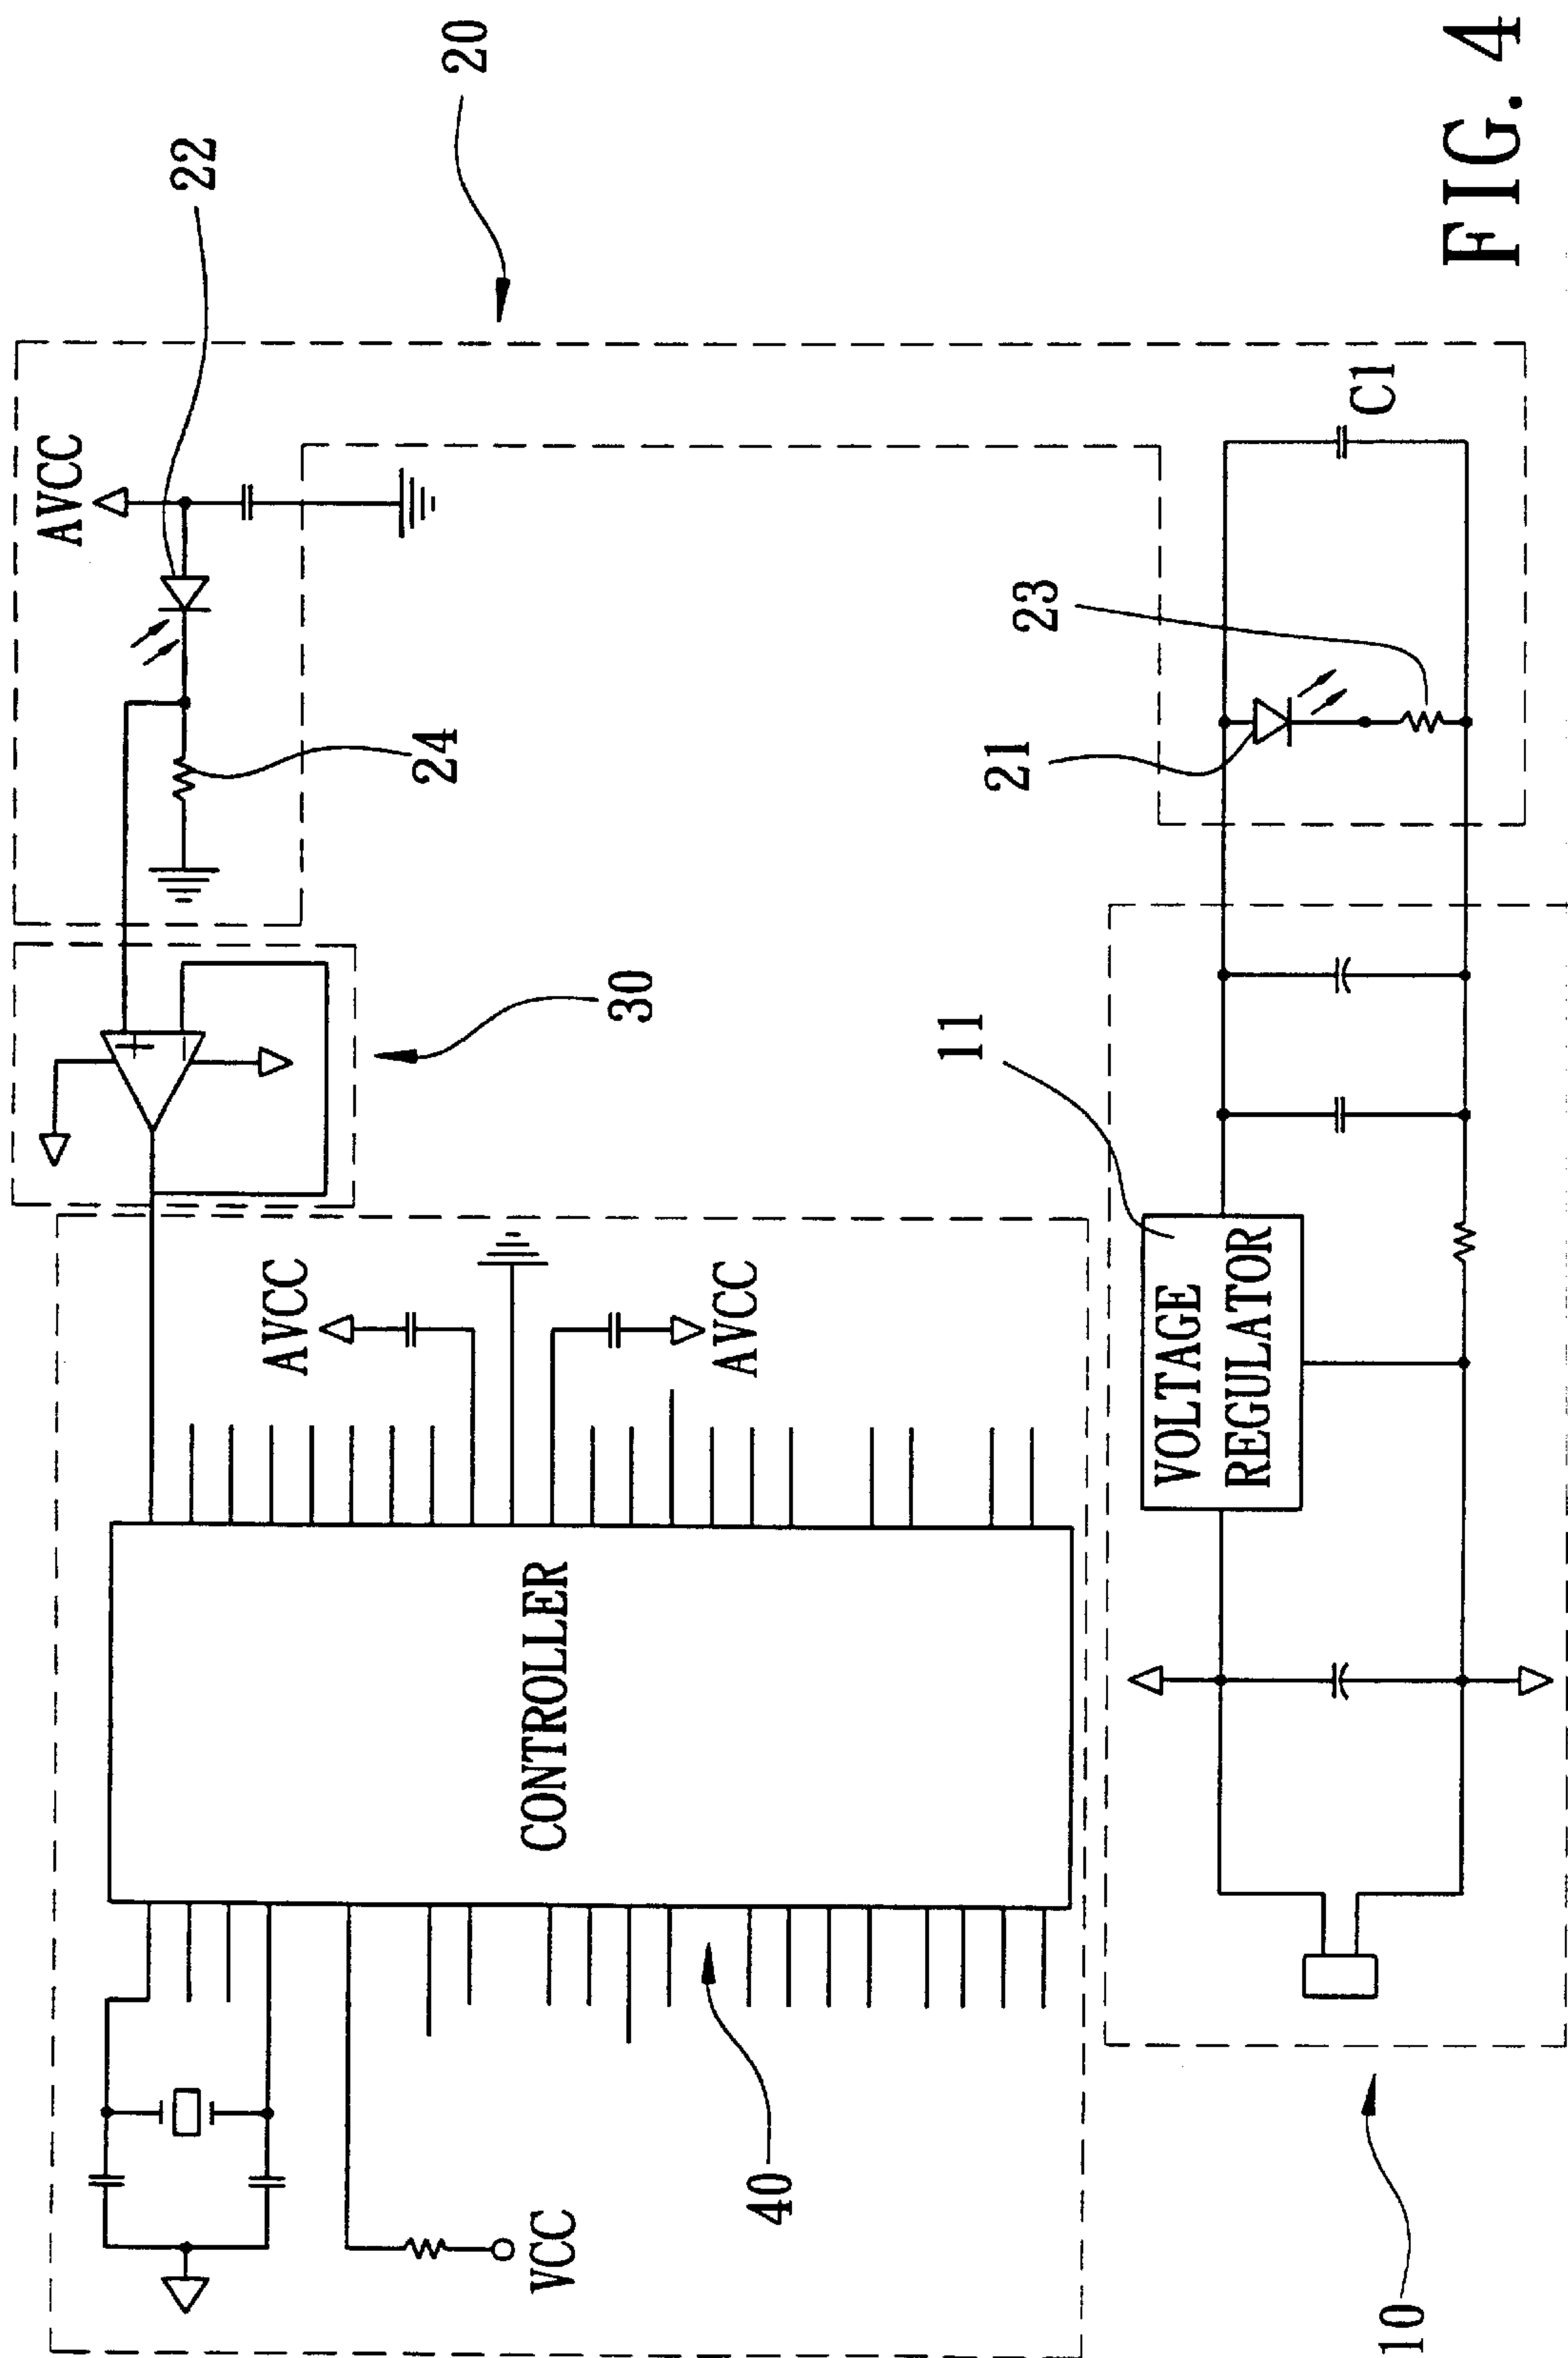 20
22
AVCC
24
30
AVCC
AVCC
CONTROLLER
VCC
40
C1
23
21
11
VOLTAGE
REGULATOR
10
FIG. 4